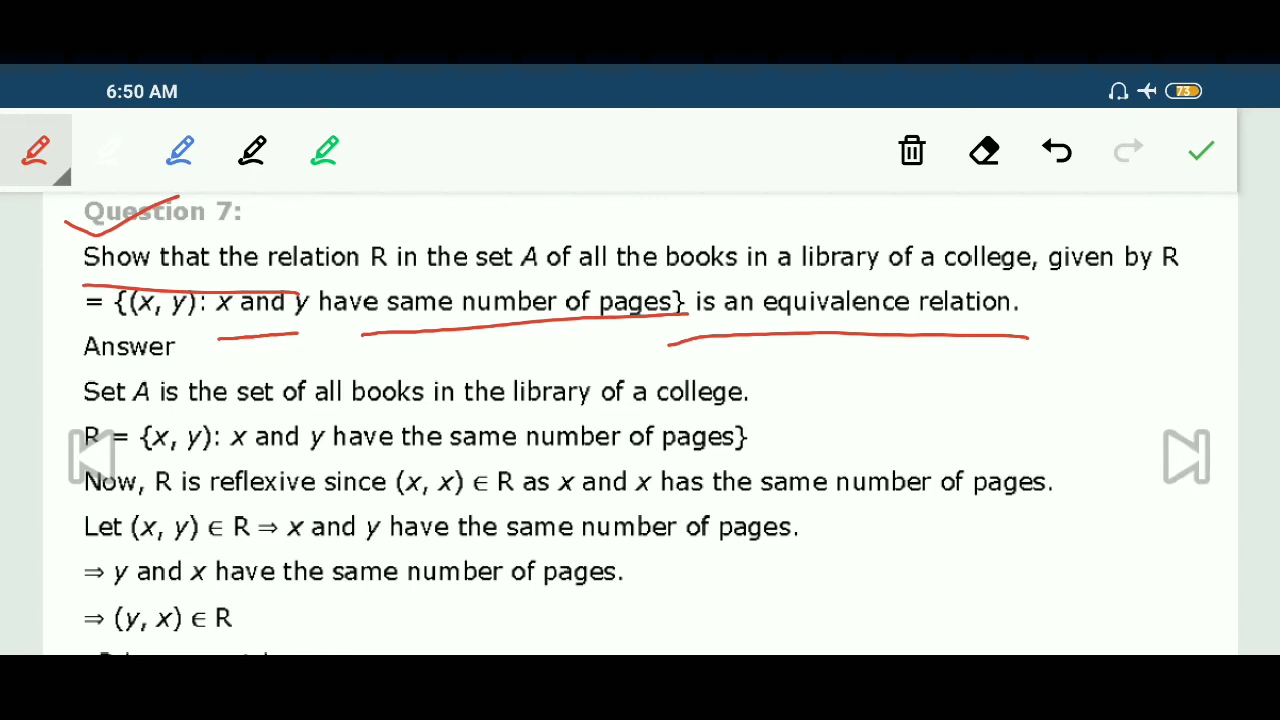 6:50 AM
73
Question 7:
Show that the relation R in the set A of all the books in a library of a college, given by R
= {(x, y): x and y have same number of pages} is an equivalence relation.
Answer
Set A is the set of all books in the library of a college.
R = {x, y): x and y have the same number of pages}
Now, R is reflexive since (x, x) ∈ R as x and x has the same number of pages.
Let (x, y) ∈ R ⇒ x and y have the same number of pages.
⇒ y and x have the same number of pages.
⇒ (y, x) ∈ R